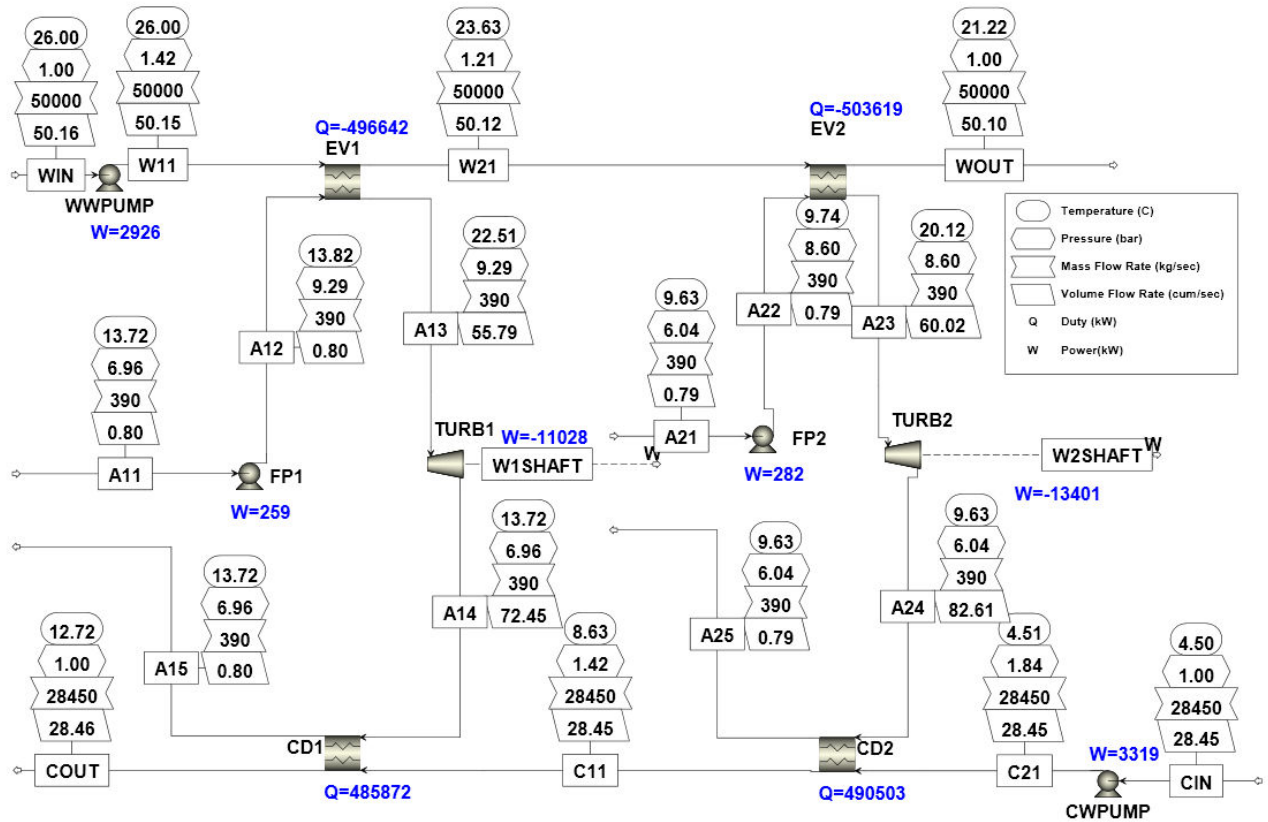 26.00
1.00
50000
50.16
WIN
26.00
1.42
50000
50.15
W11
WWPUMP
W=2926
Q=-496642
EV1
23.63
1.21
50000
50.12
W21
Q=-503619
EV2
21.22
1.00
50000
50.10
WOUT
Temperature (C)
Pressure (bar)
Mass Flow Rate (kg/sec)
Volume Flow Rate (cum/sec)
Q Duty (kW)
W Power(kW)
13.72
6.96
390
0.80
A11
FP1
W=259
13.82
9.29
390
0.80
A12
22.51
9.29
390
55.79
A13
TURB1
W=-11028
W1SHAFT
W
9.63
6.04
390
0.79
A21
FP2
W=282
9.74
8.60
390
0.79
A22
20.12
8.60
390
60.02
A23
TURB2
W2SHAFT
W
W=-13401
13.72
6.96
390
0.80
A15
13.72
6.96
390
72.45
A14
9.63
6.04
390
0.79
A25
9.63
6.04
390
82.61
A24
12.72
1.00
28450
28.46
COUT
CD1
Q=485872
8.63
1.42
28450
28.45
C11
CD2
Q=490503
4.51
1.84
28450
28.45
C21
W=3319
CWPUMP
4.50
1.00
28450
28.45
CIN